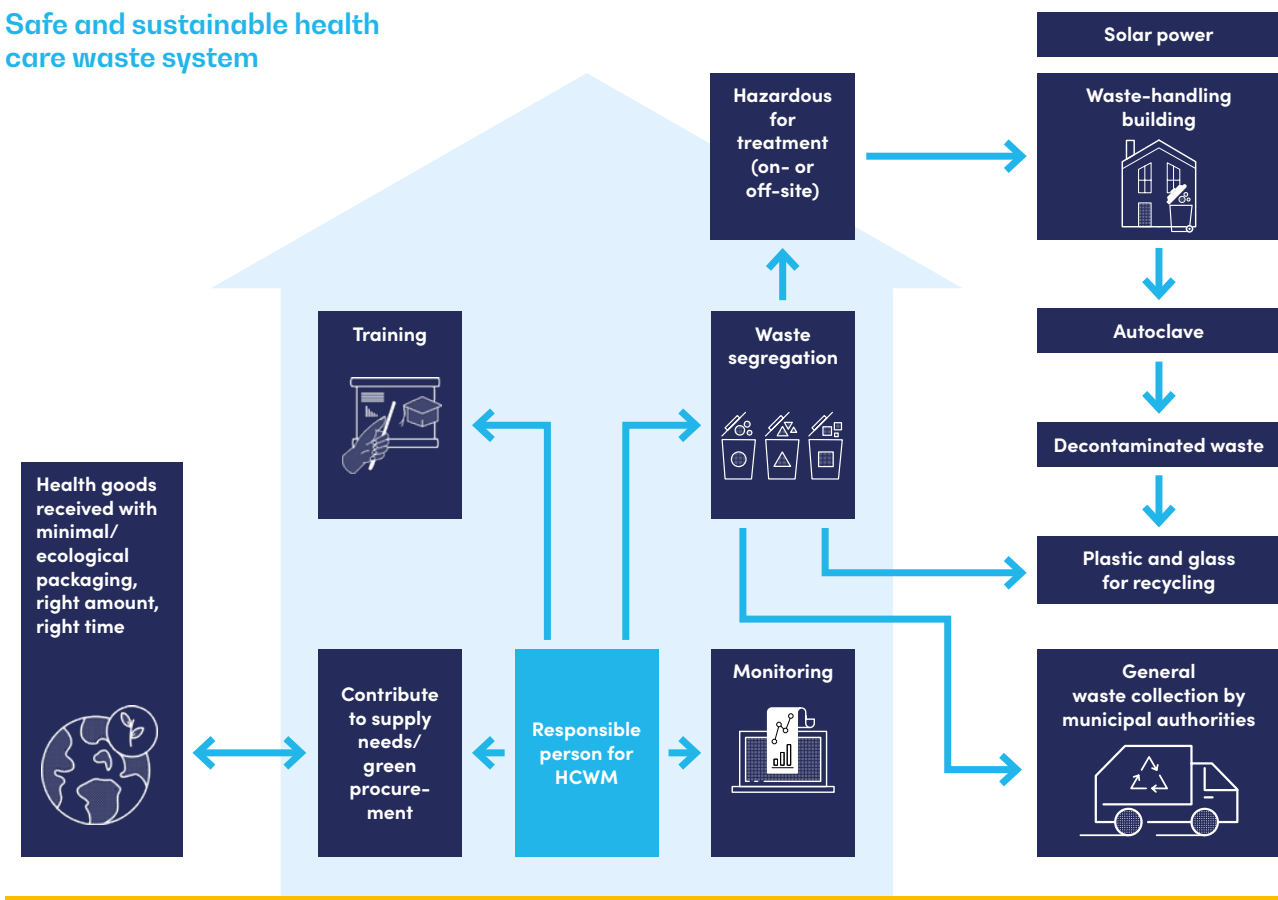 Safe and sustainable health
care waste system
Solar power
Hazardous
for
treatment
(on- or
off-site)
Waste-handling
building
Training
Waste
segregation
Autoclave
Decontaminated waste
Health goods
received with
minimal/
ecological
packaging,
right amount,
right time
Plastic and glass
for recycling
Contribute
to supply
needs/
green
procure-
ment
Responsible
person for
HCWM
Monitoring
General
waste collection by
municipal authorities